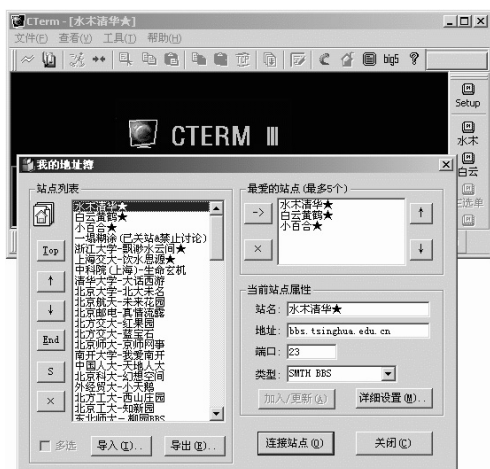 CTerm - [水木清华★]
文件(F) 查看(V) 工具(T) 帮助(H)
big5 ?
Setup
水木
白云
CTERM III
我的地址簿
站点列表
水木清华★
白云黄鹤★
小百合★
一塌糊涂(已关站&禁止讨论)
浙江大学-飘渺水云间★
上海交大-饮水思源★
中科院(上海)-生命玄机
清华大学-大话西游
北京大学-北大未名
北京航天-未来花园
北京邮电-真情流露
北方交大-红果园
北方交大-蓝宝石
北京师大-京师网事
南开大学-我爱南开
中国人大-天地人大
北京科大-幻想空间
外经贸大-小天鹅
北方工大-西山庄园
北京工大-知新园
东北师大-柳园BBS
Top
End
S
多选
导入(I)..
导出(E)..
最爱的站点(最多5个)
->
水木清华★
白云黄鹤★
小百合★
当前站点属性
站名: 水木清华★
地址: bbs.tsinghua.edu.cn
端口: 23
类型: SMTH BBS
加入/更新(A)
详细设置(M)..
连接站点(O)
关闭(C)